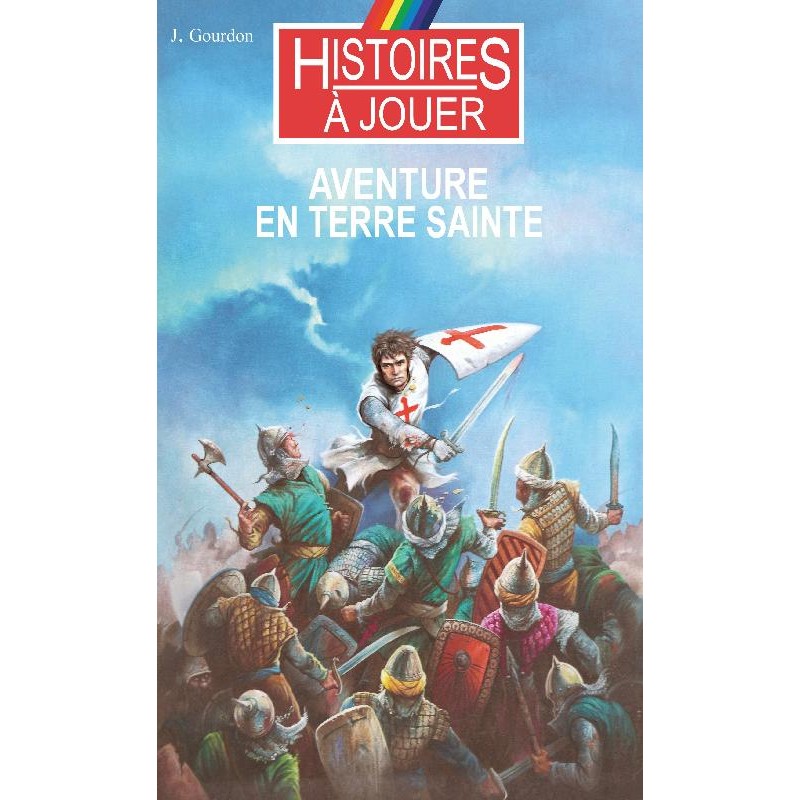 J. Gourdon
HISTOIRES
À JOUER
AVENTURE
EN TERRE SAINTE